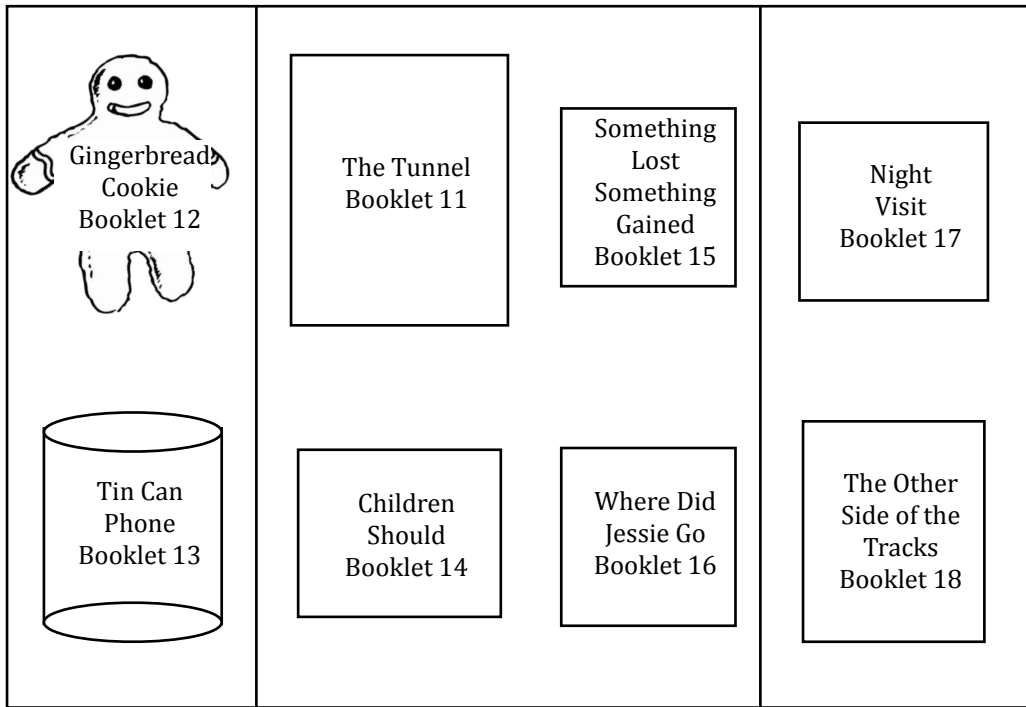 Gingerbread
Cookie
Booklet 12
The Tunnel
Booklet 11
Something
Lost
Something
Gained
Booklet 15
Night
Visit
Booklet 17
Tin Can
Phone
Booklet 13
Children
Should
Booklet 14
Where Did
Jessie Go
Booklet 16
The Other
Side of the
Tracks
Booklet 18